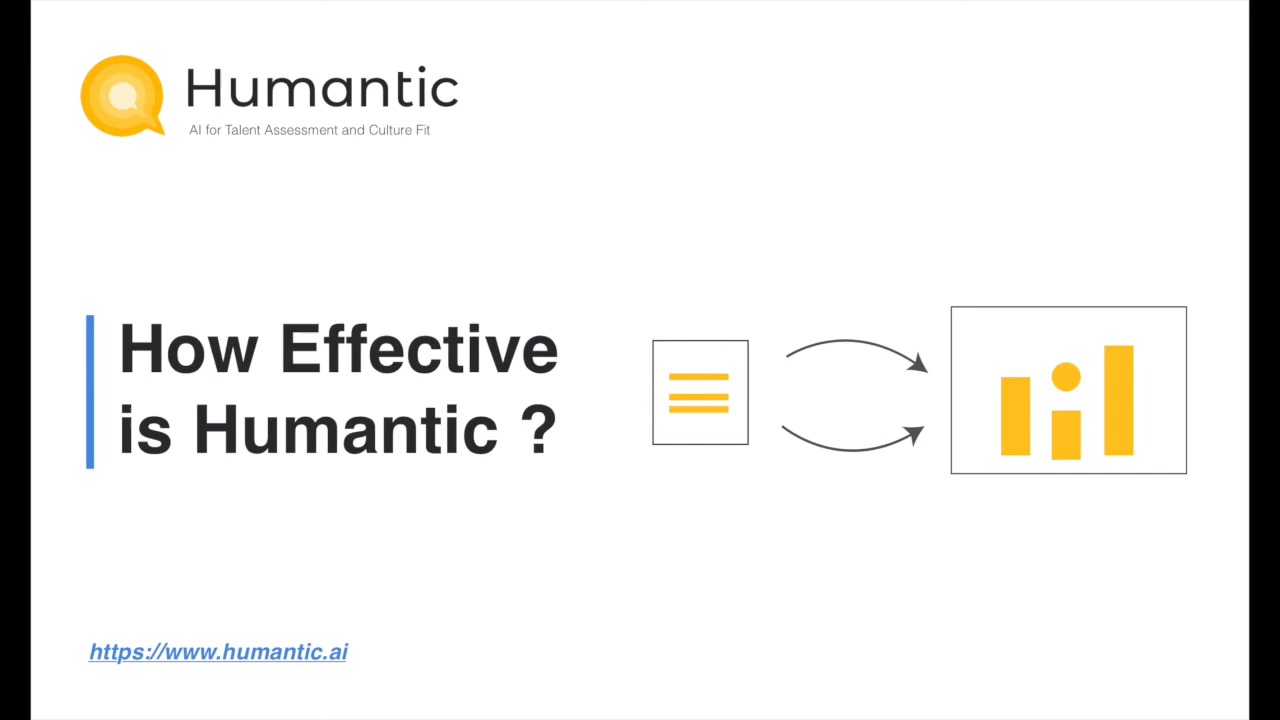 Humantic
AI for Talent Assessment and Culture Fit
How Effective
is Humantic ?
https://www.humantic.ai